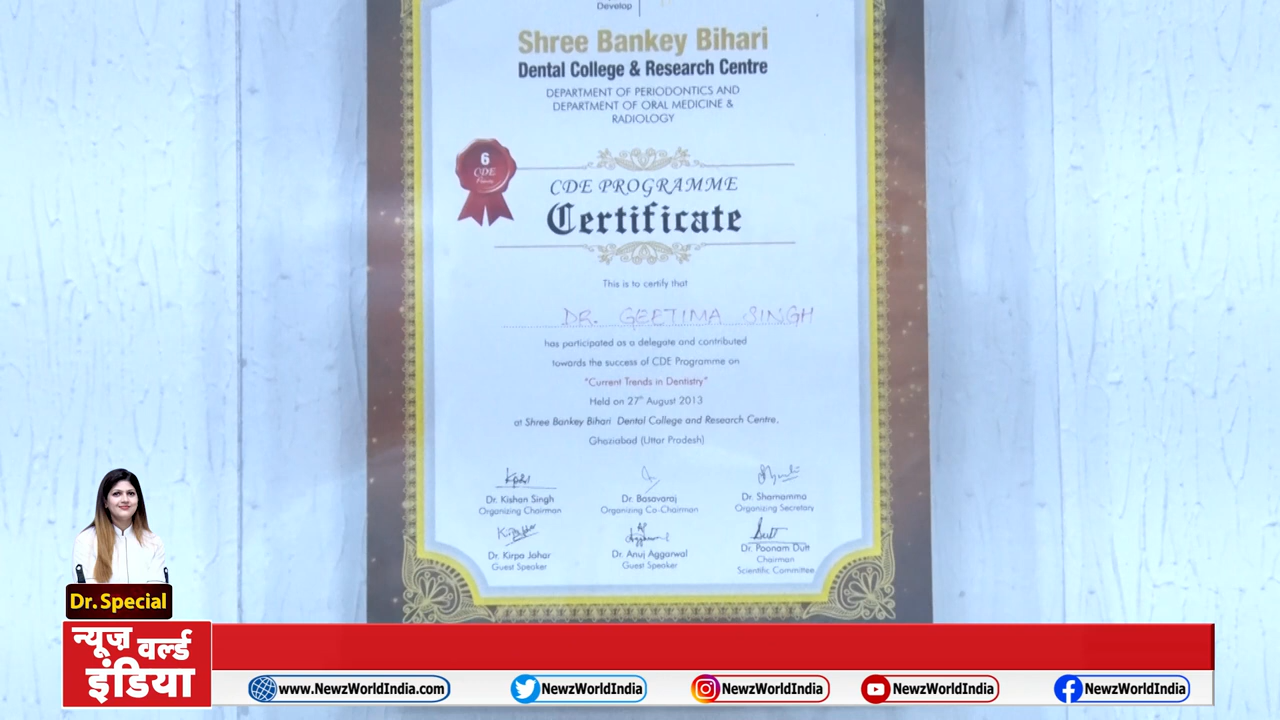 Develop
Shree Bankey Bihari
Dental College & Research Centre
DEPARTMENT OF PERIODONTICS AND
DEPARTMENT OF ORAL MEDICINE &
RADIOLOGY
6
CDE
CDE PROGRAMME
Certificate
This is to certify that
DR. GEETIMA SINGH
has participated as a delegate and contributed
towards the success of CDE Programme on
"Current Trends in Dentistry"
Held on 27th August 2013
at Shree Bankey Bihari Dental College and Research Centre.
Ghaziabad (Uttar Pradesh)
Dr. Kishan Singh
Organizing Chairman
Dr. Basavaraj
Organizing Co-Chairman
Dr. Shamamma
Organizing Secretary
Dr. Kirpa Johar
Guest Speaker
Dr. Anuj Aggarwal
Guest Speaker
Dr. Poonam Dutt
Chairman
Scientific Committee
Dr. Special
न्यूज़ वर्ल्ड
इंडिया
www.NewzWorldIndia.com
NewzWorldIndia
NewzWorldIndia
NewzWorldIndia
NewzWorldIndia